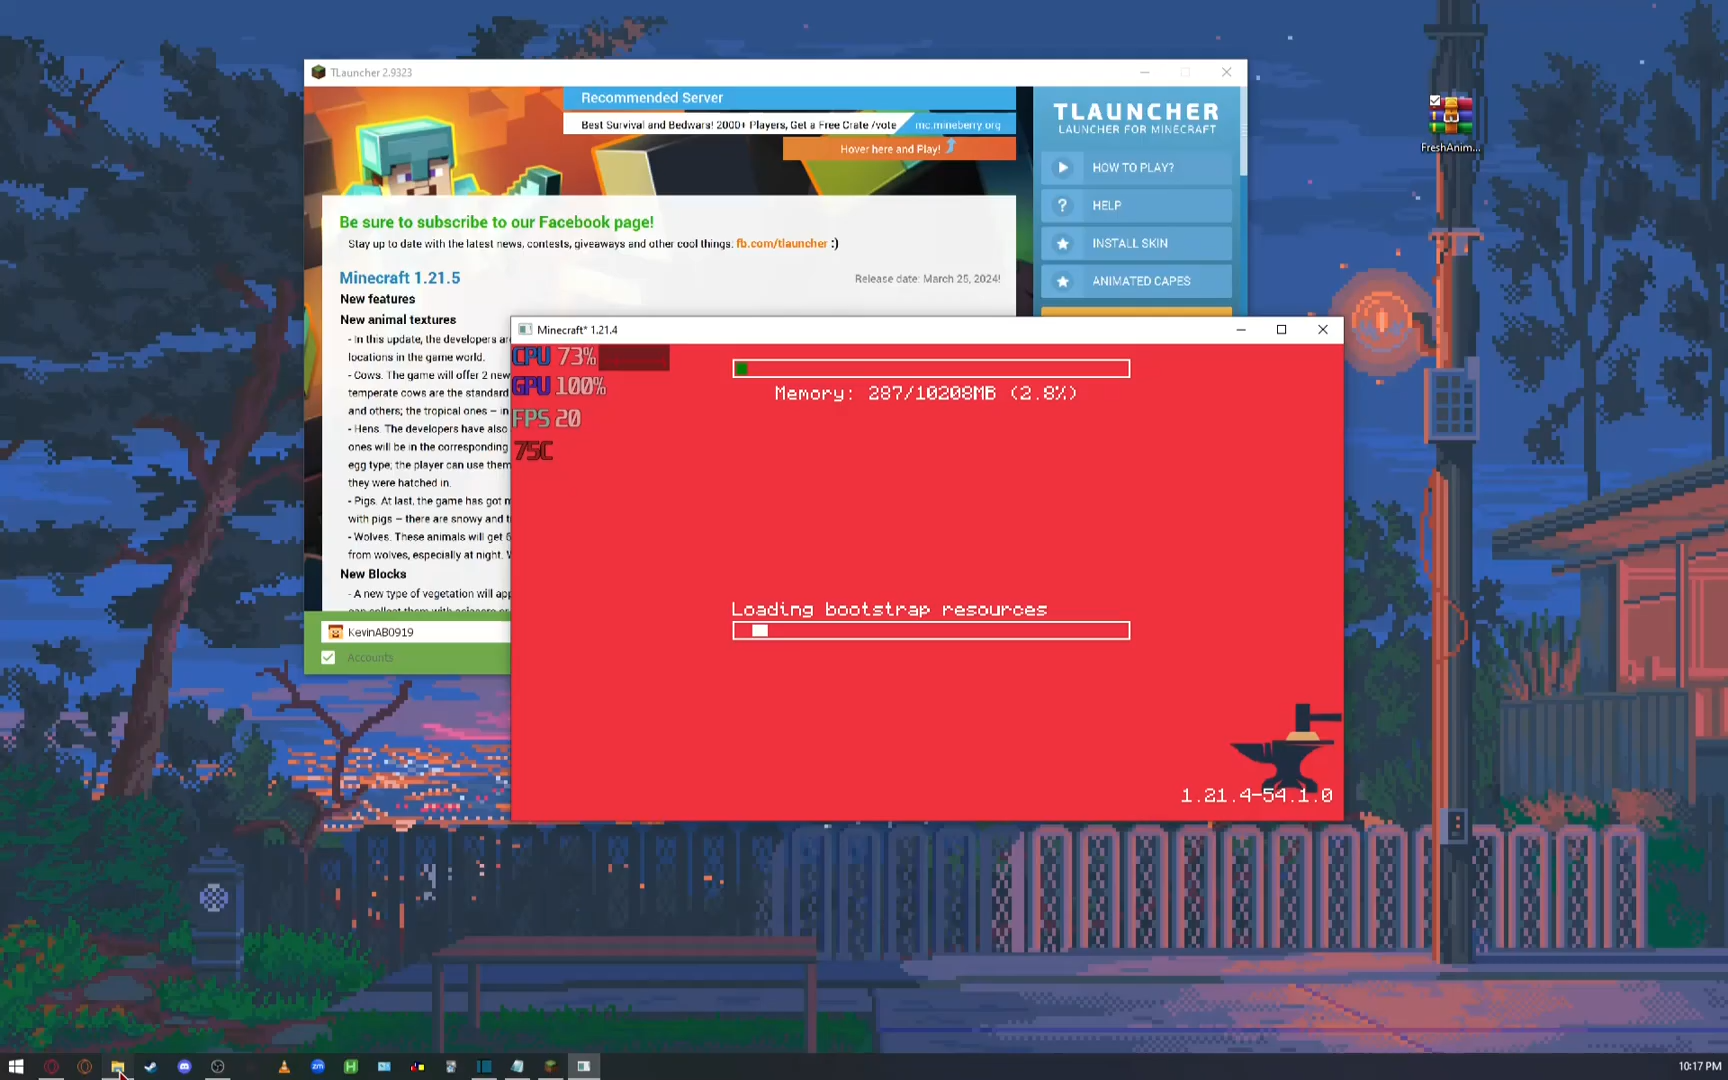 TLauncher 2.9323
Recommended Server
Best Survival and Bedwars! 2000+ Players, Get a Free Crate /vote
mc.mineberry.org
Hover here and Play!
TLAUNCHER
LAUNCHER FOR MINECRAFT
HOW TO PLAY?
HELP
INSTALL SKIN
ANIMATED CAPES
FreshAnim...
Be sure to subscribe to our Facebook page!
Stay up to date with the latest news, contests, giveaways and other cool things: fb.com/tlauncher :)
Minecraft 1.21.5
Release date: March 25, 2024!
New features
New animal textures
- In this update, the developers ar
locations in the game world.
- Cows. The game will offer 2 new
temperate cows are the standard
and others; the tropical ones – in
- Hens. The developers have also
ones will be in the corresponding
egg type; the player can use them
they were hatched in.
- Pigs. At last, the game has got
with pigs – there are snowy and t
- Wolves. These animals will get
from wolves, especially at night.
New Blocks
- A new type of vegetation will app
KevinAB0919
Accounts
Minecraft* 1.21.4
CPU 73%
GPU 100%
FPS 20
75C
Memory: 287/10208MB (2.8%)
Loading bootstrap resources
1.21.4-54.1.0
10:17 PM